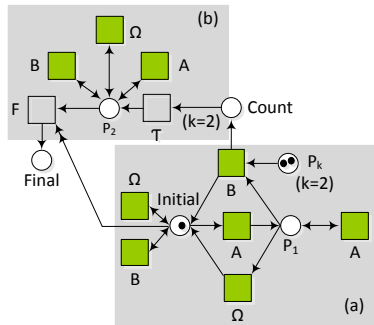 (b)
Ω
B
A
F
P2
Τ
(k=2)
Count
Final
Ω
Initial
B
Pk
(k=2)
B
A
P1
A
Ω
(a)